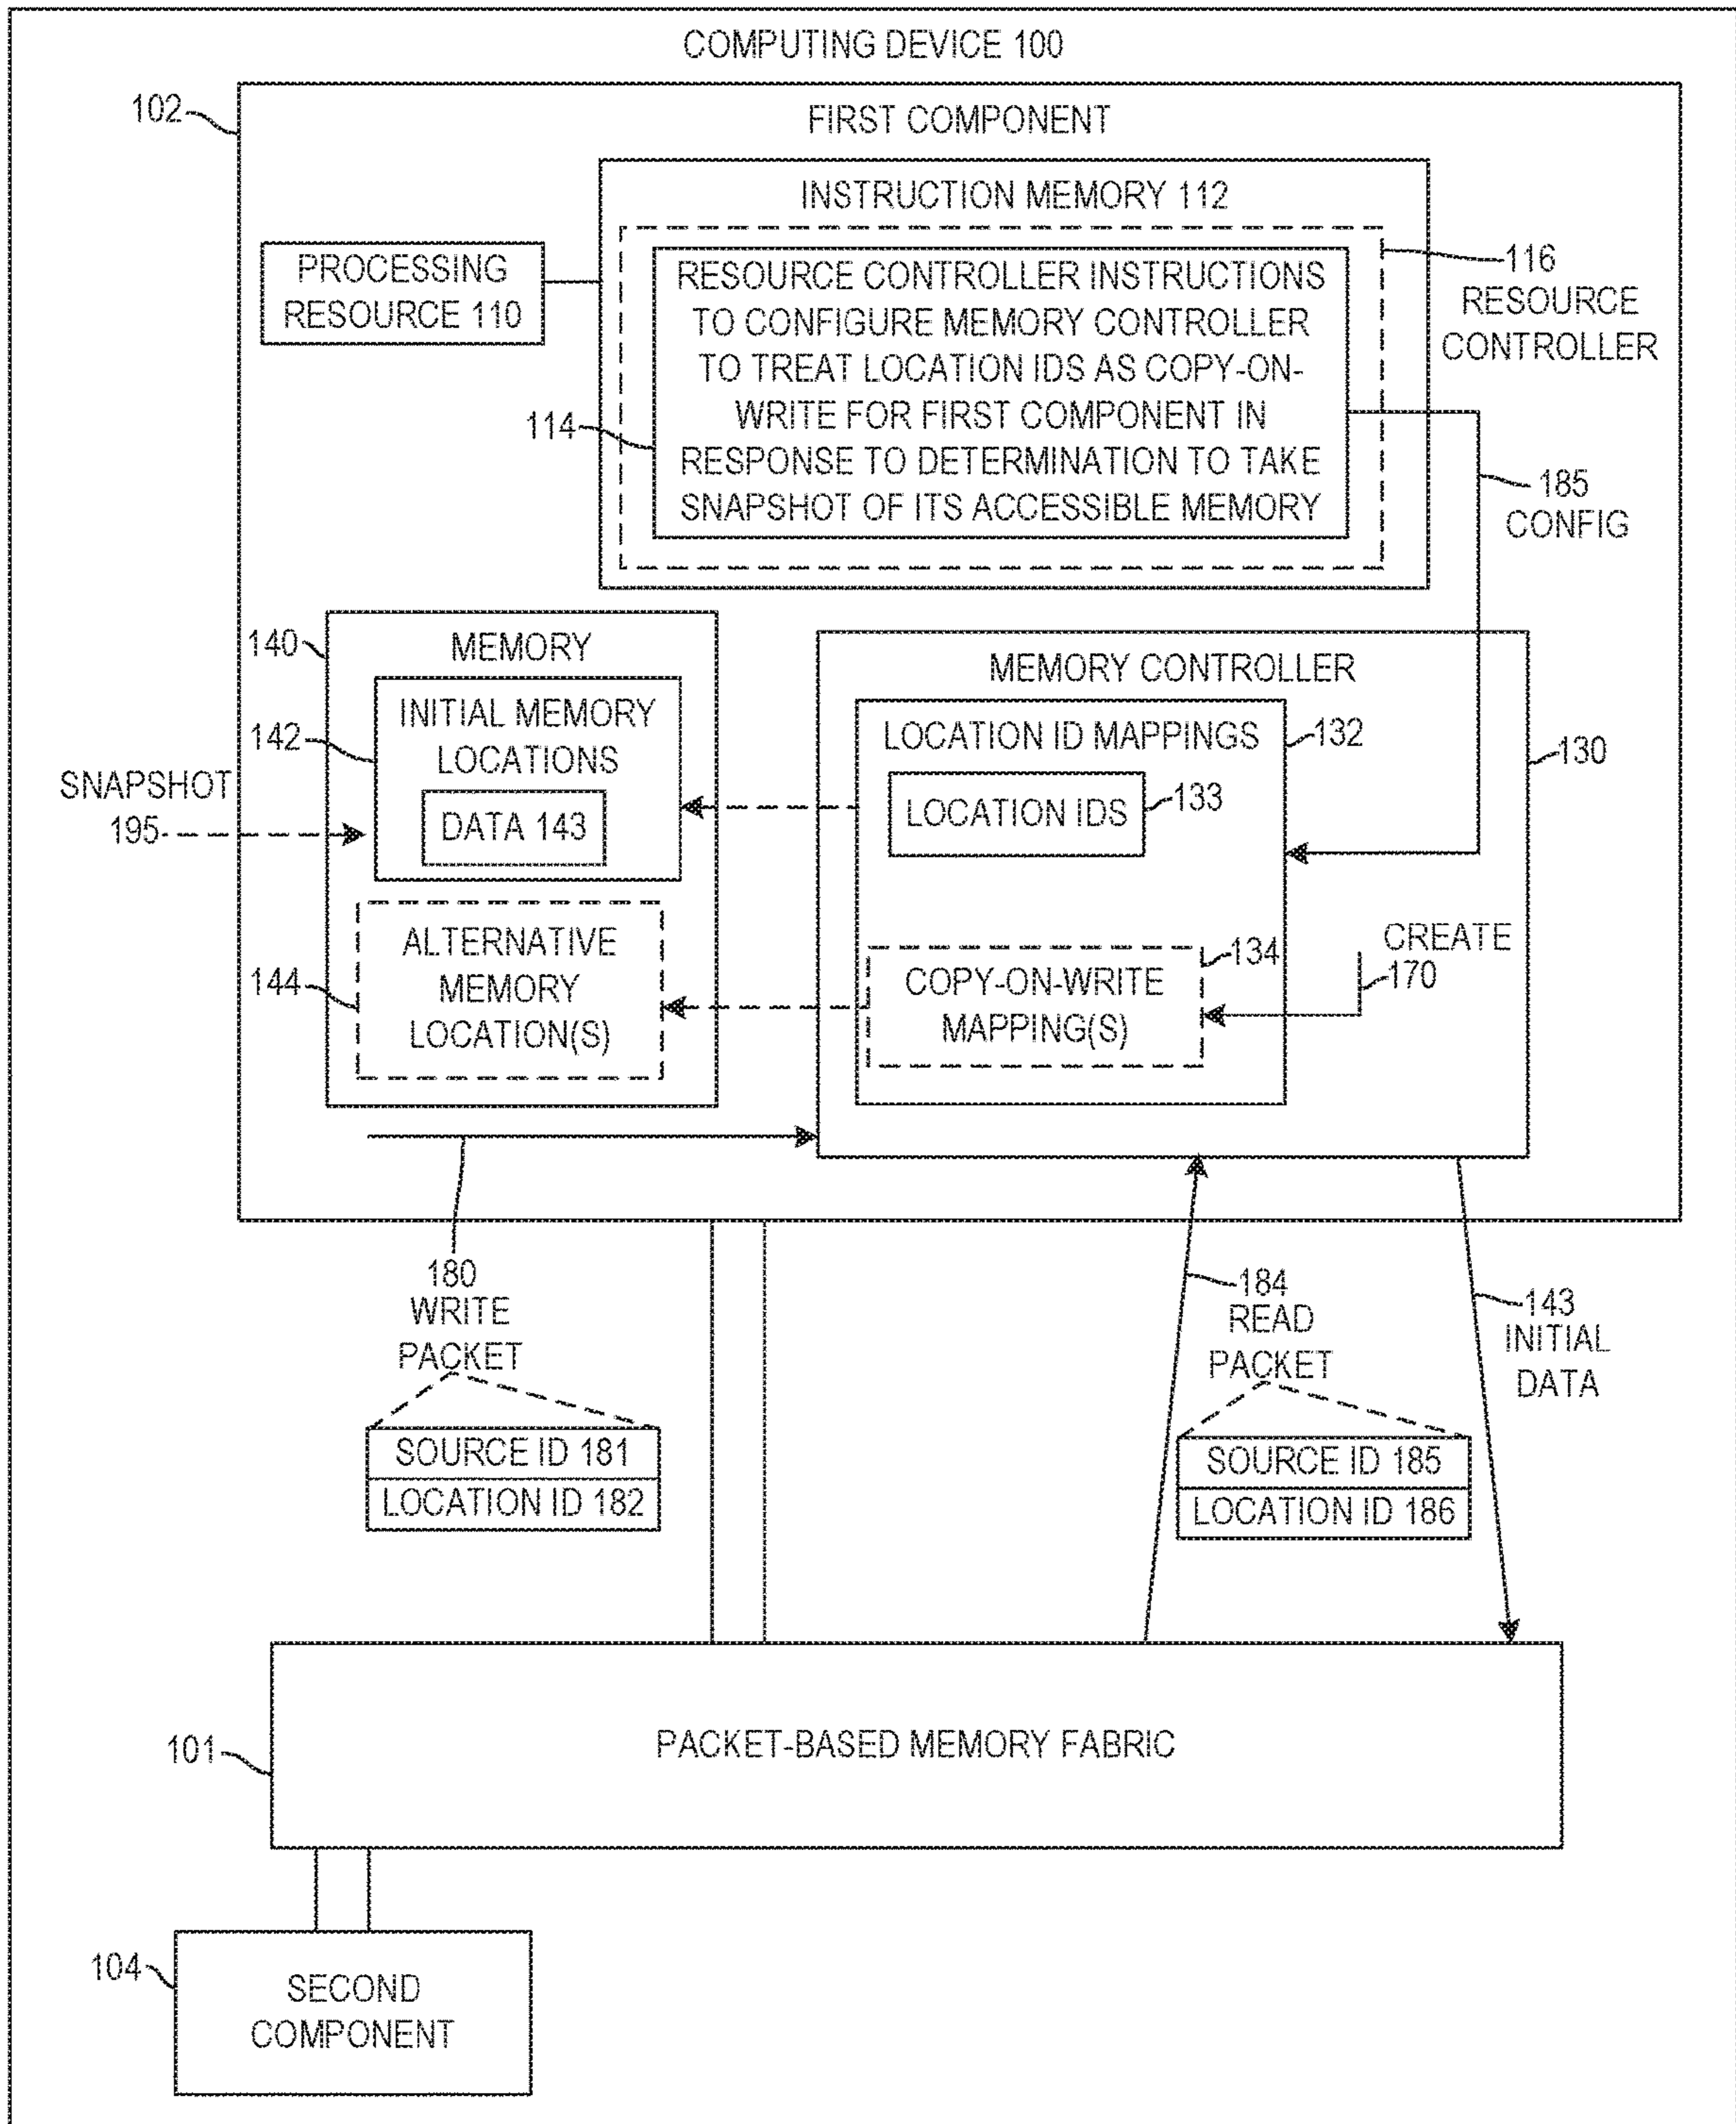 COMPUTING DEVICE 100
102
FIRST COMPONENT
INSTRUCTION MEMORY 112
PROCESSING
RESOURCE 110
RESOURCE CONTROLLER INSTRUCTIONS
TO CONFIGURE MEMORY CONTROLLER
TO TREAT LOCATION IDS AS COPY-ON-
WRITE FOR FIRST COMPONENT IN
RESPONSE TO DETERMINATION TO TAKE
SNAPSHOT OF ITS ACCESSIBLE MEMORY
114
116
RESOURCE
CONTROLLER
185
CONFIG
140
MEMORY
142
INITIAL MEMORY
LOCATIONS
DATA 143
SNAPSHOT
195
144
ALTERNATIVE
MEMORY
LOCATION(S)
MEMORY CONTROLLER
LOCATION ID MAPPINGS
132
130
LOCATION IDS
133
COPY-ON-WRITE
MAPPING(S)
134
CREATE
170
180
WRITE
PACKET
SOURCE ID 181
LOCATION ID 182
184
READ
PACKET
SOURCE ID 185
LOCATION ID 186
143
INITIAL
DATA
101
PACKET-BASED MEMORY FABRIC
104
SECOND
COMPONENT